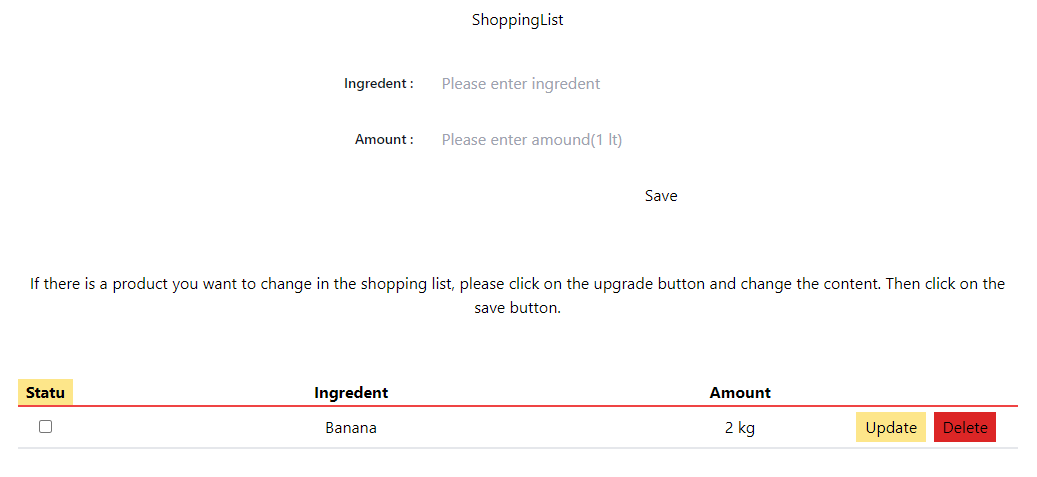 ShoppingList
Ingredent : Please enter ingredent
Amount : Please enter amound(1 lt)
Save
If there is a product you want to change in the shopping list, please click on the upgrade button and change the content. Then click on the
save button.
Statu Ingredent Amount
Banana 2 kg Update Delete